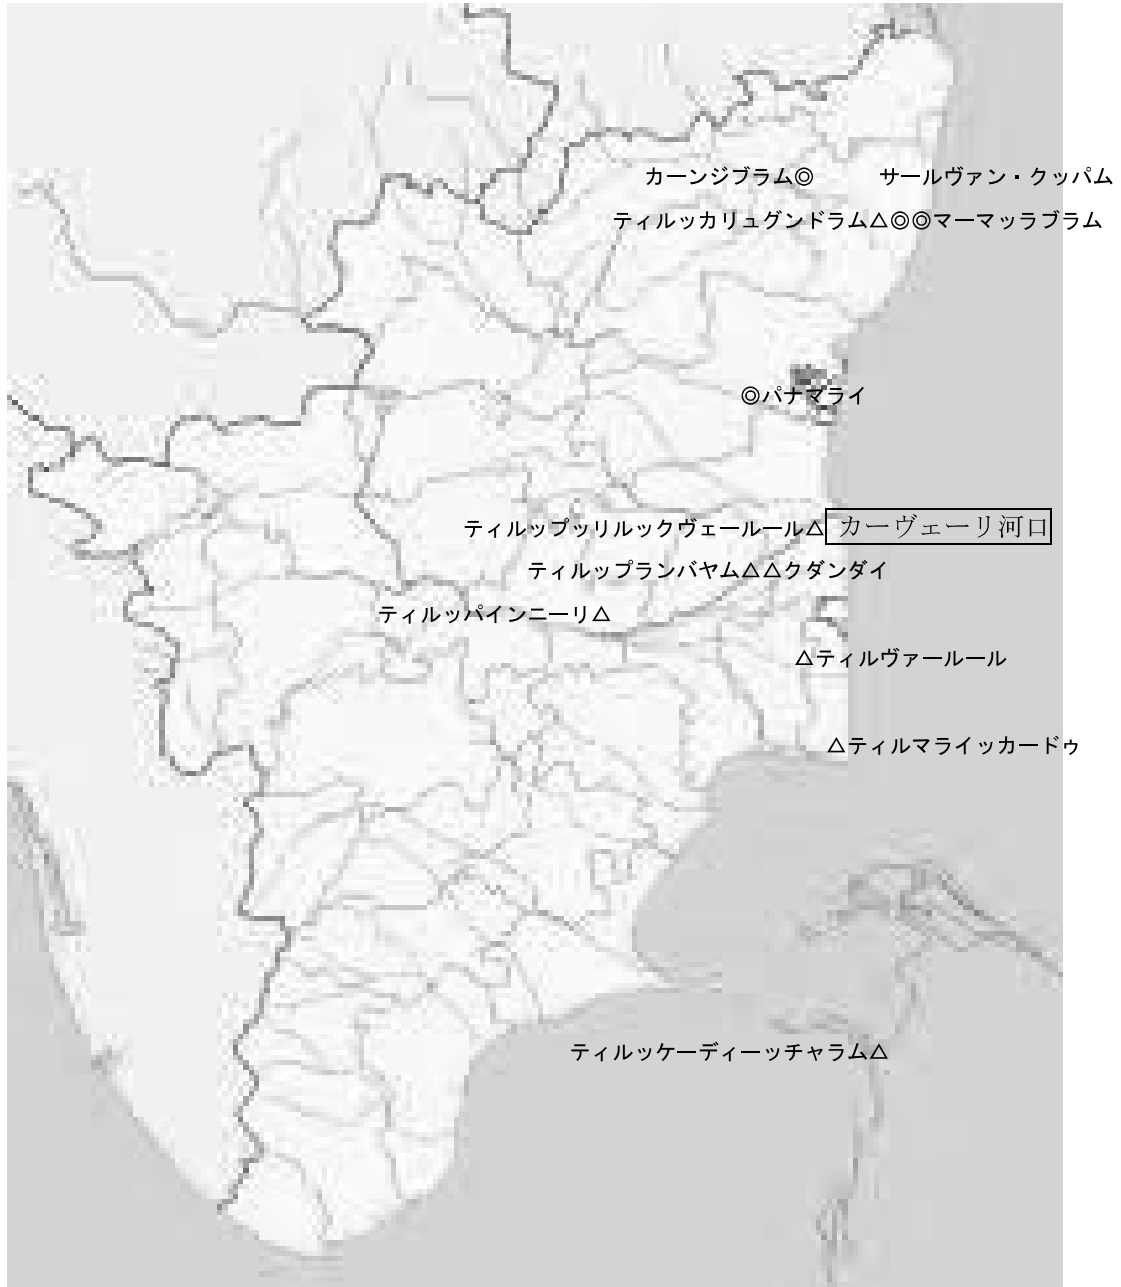 カーンジプラム◎ サールヴァン・クッパム
ティルッカリュグンドラム△◎◎マーマッラプラム
◎パナマライ
ティルップッリルックヴェールール△ カーヴェーリ河口
ティルップランバヤム△△クダンダイ
ティルッパインニーリ△
△ティルヴァールール
△ティルマライッカードゥ
ティルッケーディーッチャラム△